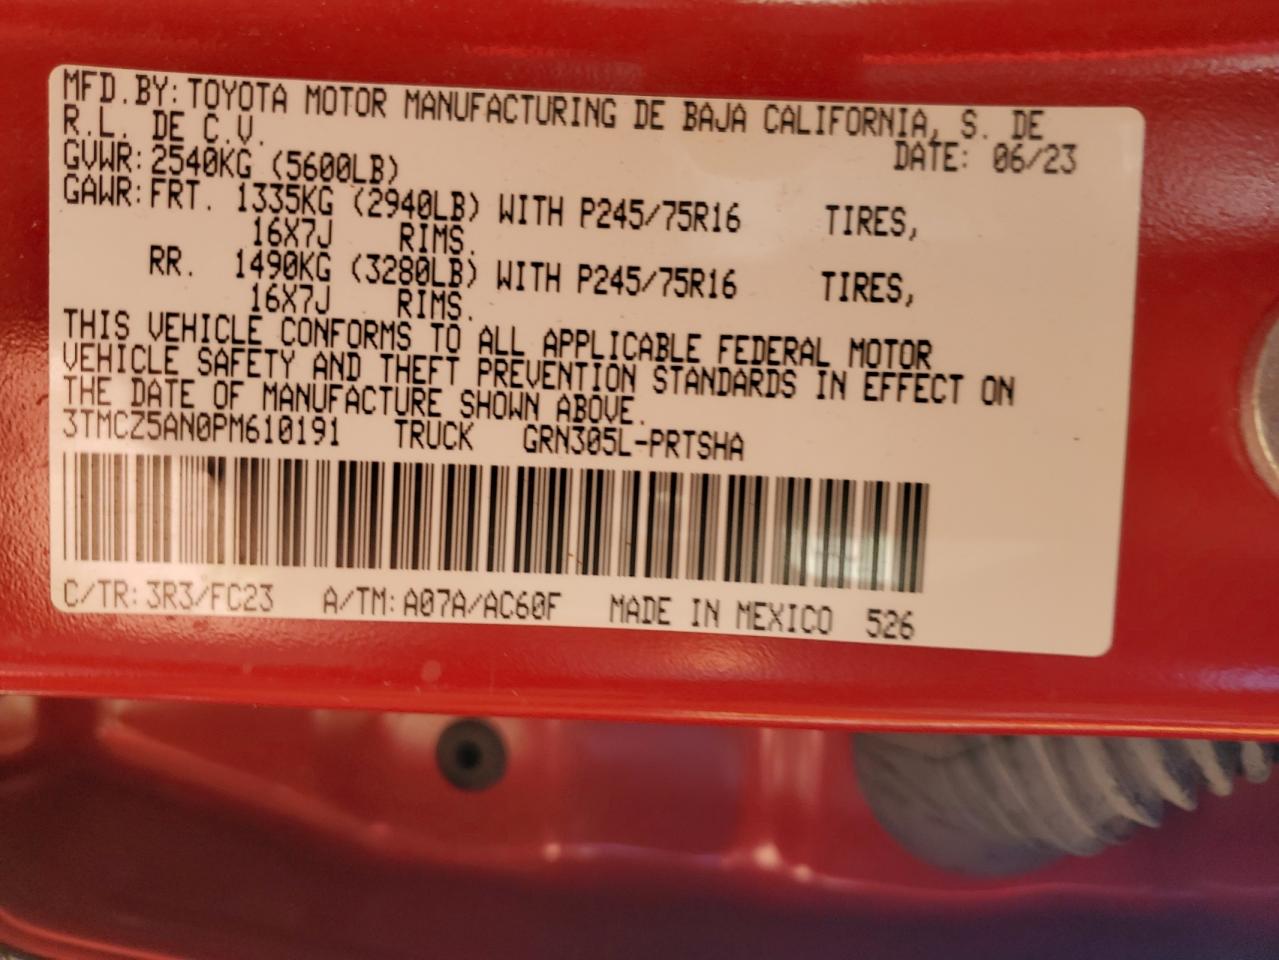 MFD.BY: TOYOTA MOTOR MANUFACTURING DE BAJA CALIFORNIA, S. DE
R.L. DE C.V. DATE: 06/23
GVWR: 2540KG (5600LB)
GAWR: FRT. 1335KG (2940LB) WITH P245/75R16 TIRES,
16X7J RIMS.
RR. 1490KG (3280LB) WITH P245/75R16 TIRES,
16X7J RIMS.
THIS VEHICLE CONFORMS TO ALL APPLICABLE FEDERAL MOTOR
VEHICLE SAFETY AND THEFT PREVENTION STANDARDS IN EFFECT ON
THE DATE OF MANUFACTURE SHOWN ABOVE.
3TMCZ5AN0PM610191 TRUCK GRN305L-PRTSHA
C/TR: 3R3/FC23 A/TM: A07A/AC60F MADE IN MEXICO 526